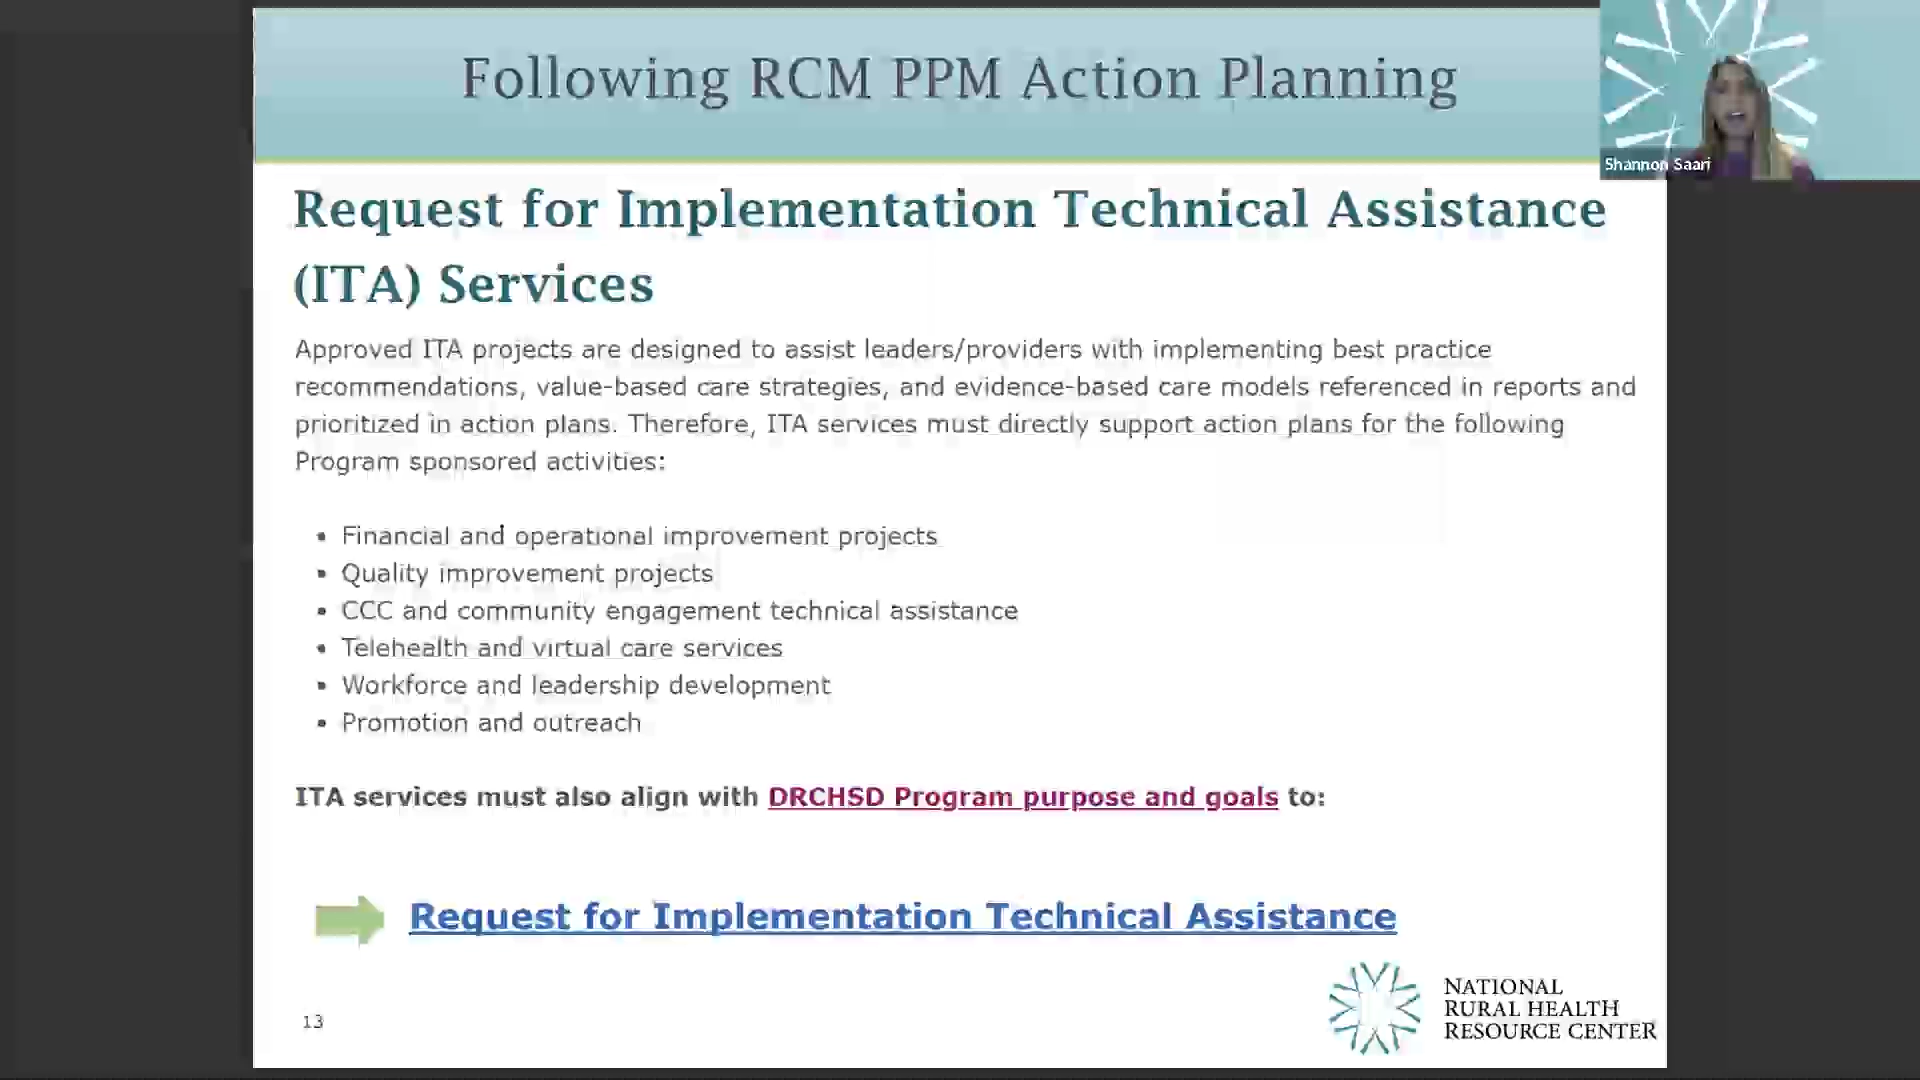 Following RCM PPM Action Planning
Shannon Saari
Request for Implementation Technical Assistance
(ITA) Services
Approved ITA projects are designed to assist leaders/providers with implementing best practice
recommendations, value-based care strategies, and evidence-based care models referenced in reports and
prioritized in action plans. Therefore, ITA services must directly support action plans for the following
Program sponsored activities:
• Financial and operational improvement projects
• Quality improvement projects
• CCC and community engagement technical assistance
• Telehealth and virtual care services
• Workforce and leadership development
• Promotion and outreach
ITA services must also align with DRCHSD Program purpose and goals to:
Request for Implementation Technical Assistance
NATIONAL
RURAL HEALTH
RESOURCE CENTER
13